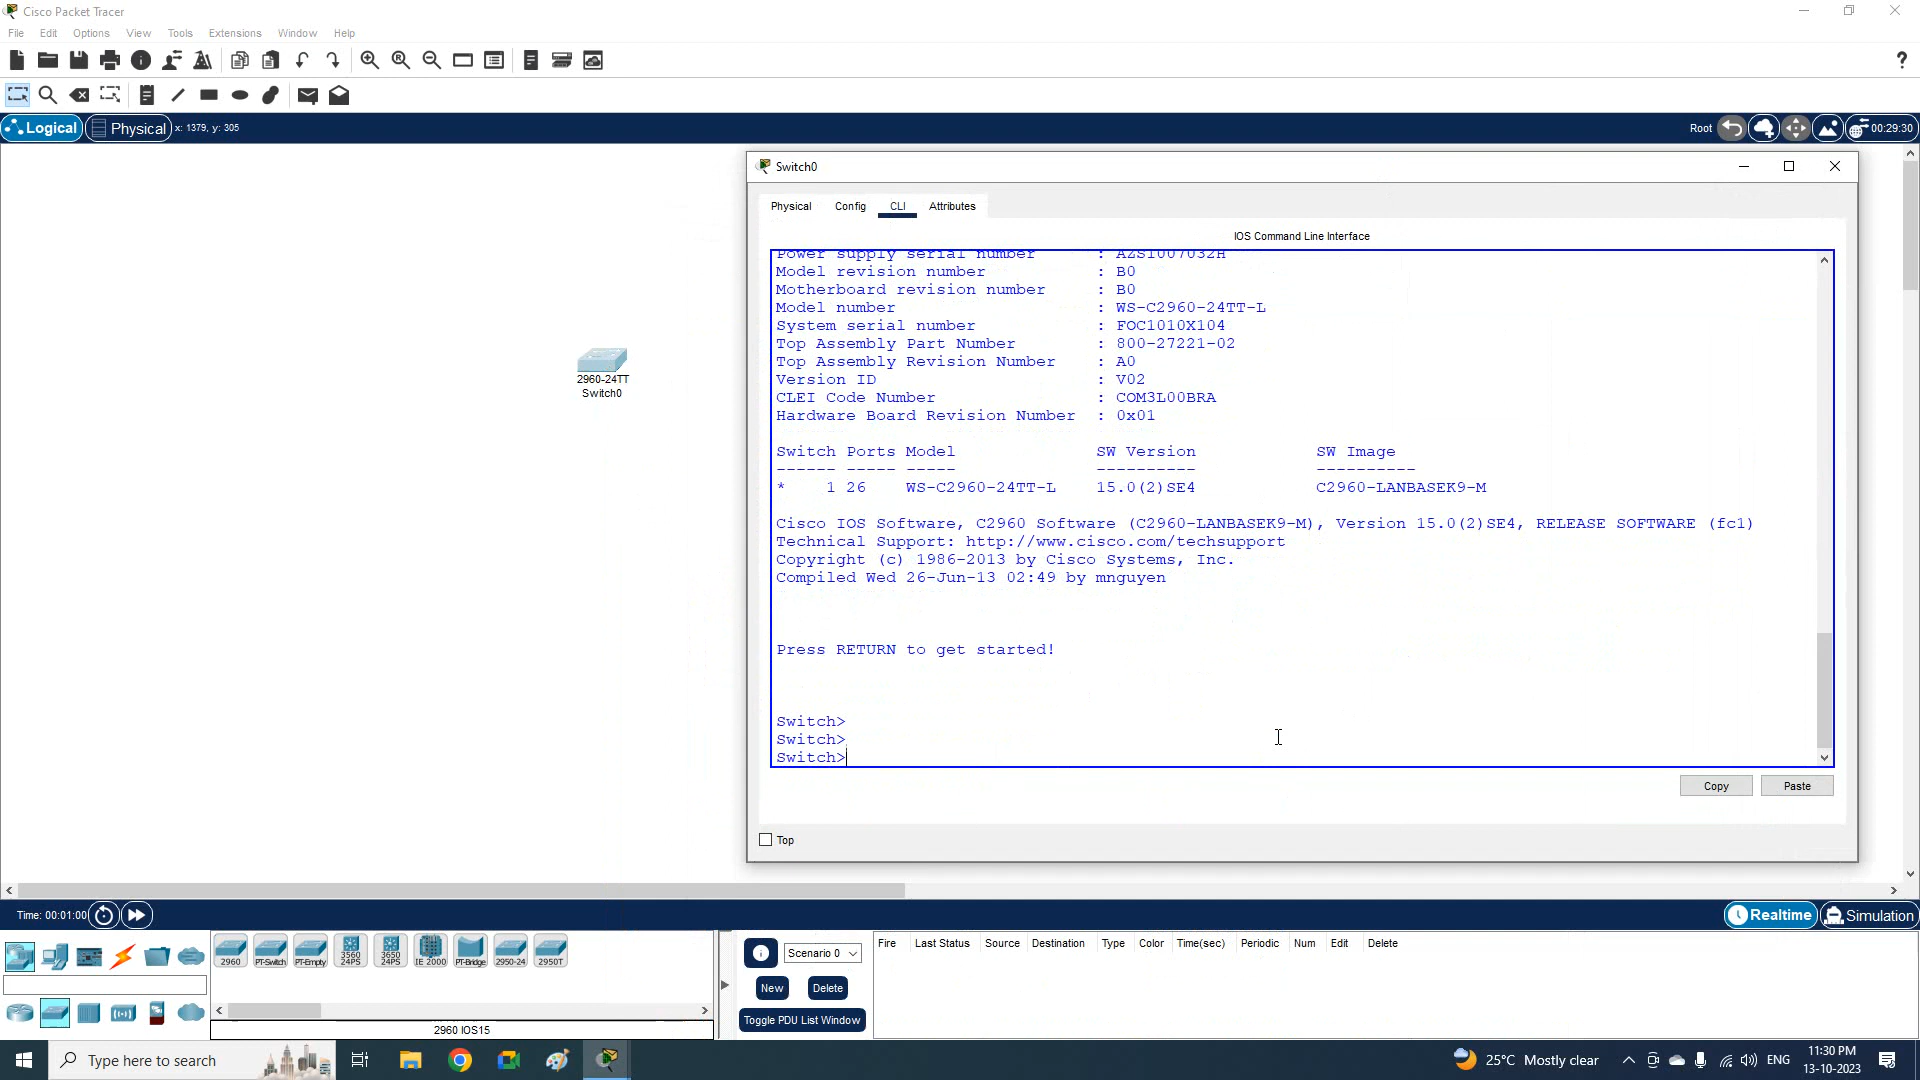 Cisco Packet Tracer
File Edit Options View Tools Extensions Window Help
?
Logical Physical x: 1379, y: 305 Root 00:29:30
Switch0
Physical Config CLI Attributes
IOS Command Line Interface
Power supply serial number : AZS1007032H
Model revision number : B0
Motherboard revision number : B0
Model number : WS-C2960-24TT-L
System serial number : FOC1010X104
Top Assembly Part Number : 800-27221-02
Top Assembly Revision Number : A0
Version ID : V02
CLEI Code Number : COM3L00BRA
Hardware Board Revision Number : 0x01
Switch Ports Model SW Version SW Image
------ ----- ----- ---------- ----------
* 1 26 WS-C2960-24TT-L 15.0(2)SE4 C2960-LANBASEK9-M
Cisco IOS Software, C2960 Software (C2960-LANBASEK9-M), Version 15.0(2)SE4, RELEASE SOFTWARE (fc1)
Technical Support: http://www.cisco.com/techsupport
Copyright (c) 1986-2013 by Cisco Systems, Inc.
Compiled Wed 26-Jun-13 02:49 by mnguyen
Press RETURN to get started!
Switch>
Switch>
Switch>
Copy Paste
Top
2960-24TT
Switch0
Time: 00:01:00 Realtime Simulation
2960 PT-Switch PT-Empty 3560 24PS 3650 24PS IE 2000 PT-Bridge 2950-24 2950T
2960 IOS15
Scenario 0
New Delete
Toggle PDU List Window
Fire Last Status Source Destination Type Color Time(sec) Periodic Num Edit Delete
Type here to search
25°C Mostly clear
ENG
11:30 PM
13-10-2023